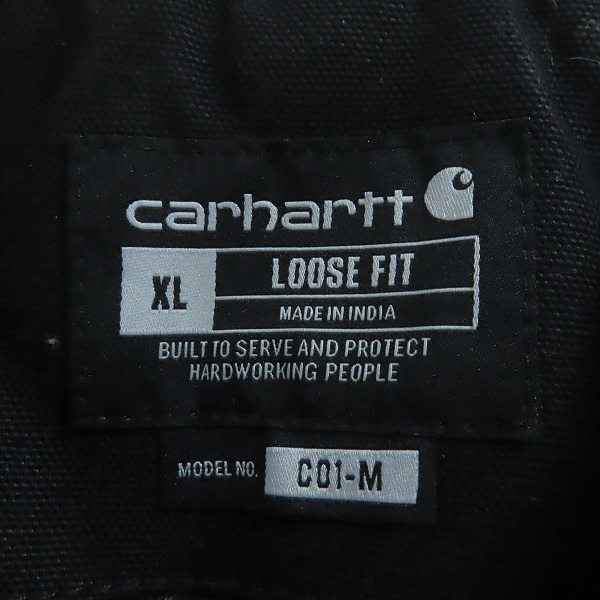 carhartt
XL
LOOSE FIT
MADE IN INDIA
BUILT TO SERVE AND PROTECT
HARDWORKING PEOPLE
MODEL NO. C01-M